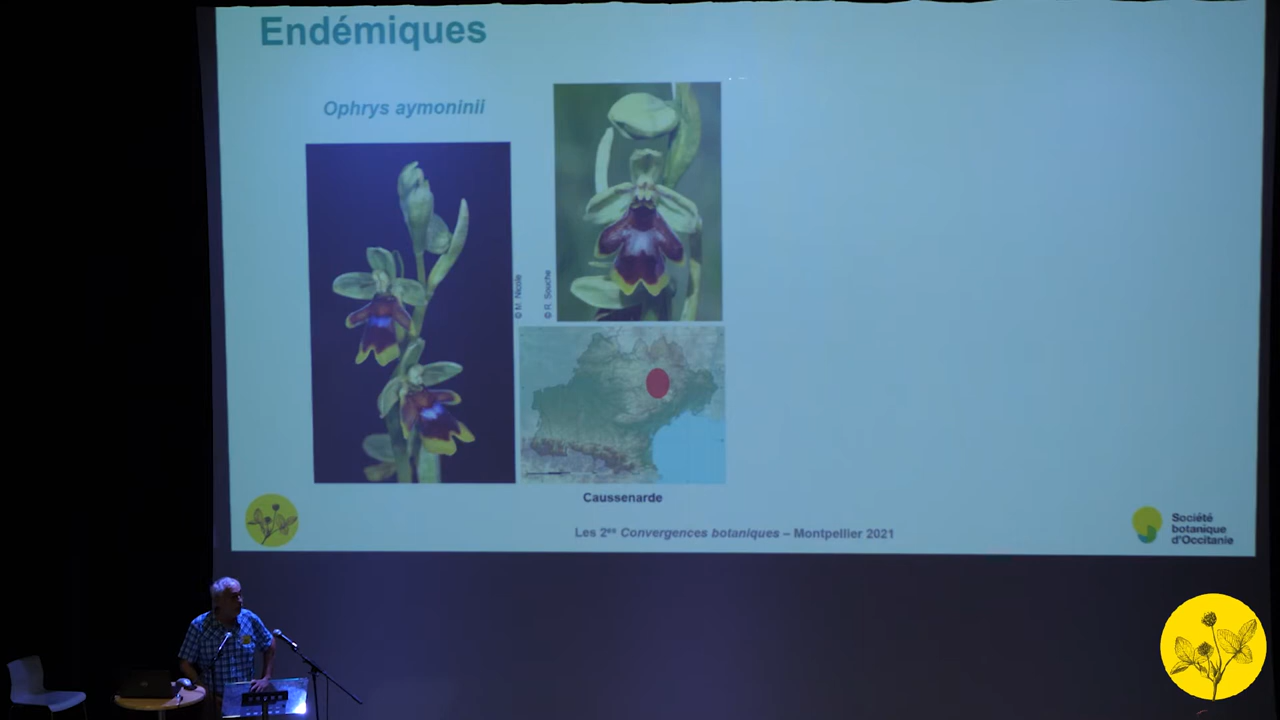 Endémiques
Ophrys aymoninii
© M. Nicole
© R. Souche
Caussenarde
Les 2es Convergences botaniques – Montpellier 2021
Société
botanique
d'Occitanie